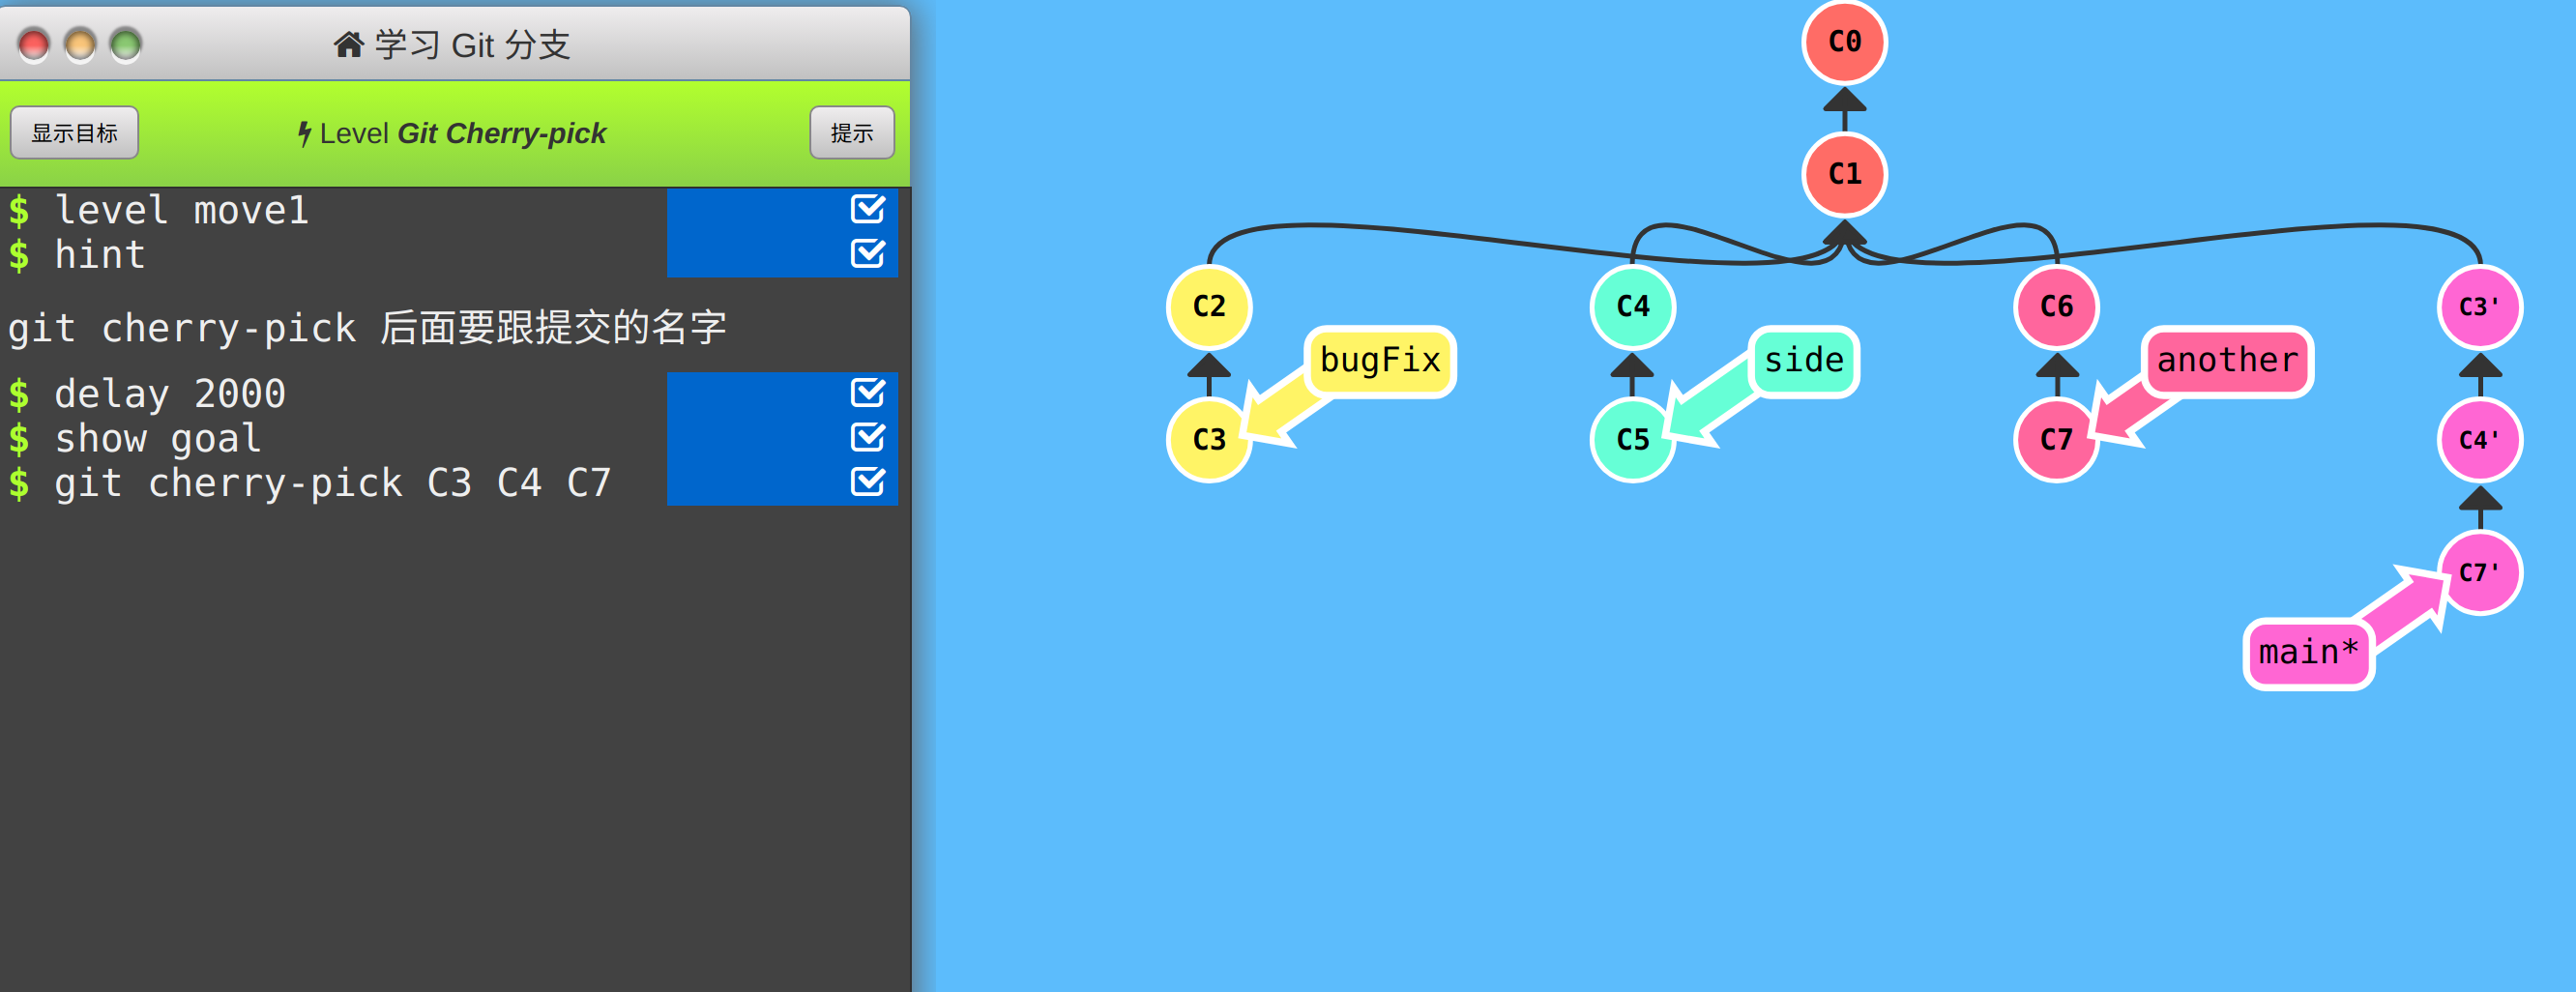 学习 Git 分支
显示目标
Level Git Cherry-pick
提示
$ level move1
$ hint
git cherry-pick 后面要跟提交的名字
$ delay 2000
$ show goal
$ git cherry-pick C3 C4 C7
C0
C1
C2
C4
C6
C3'
bugFix
side
another
C3
C5
C7
C4'
C7'
main*